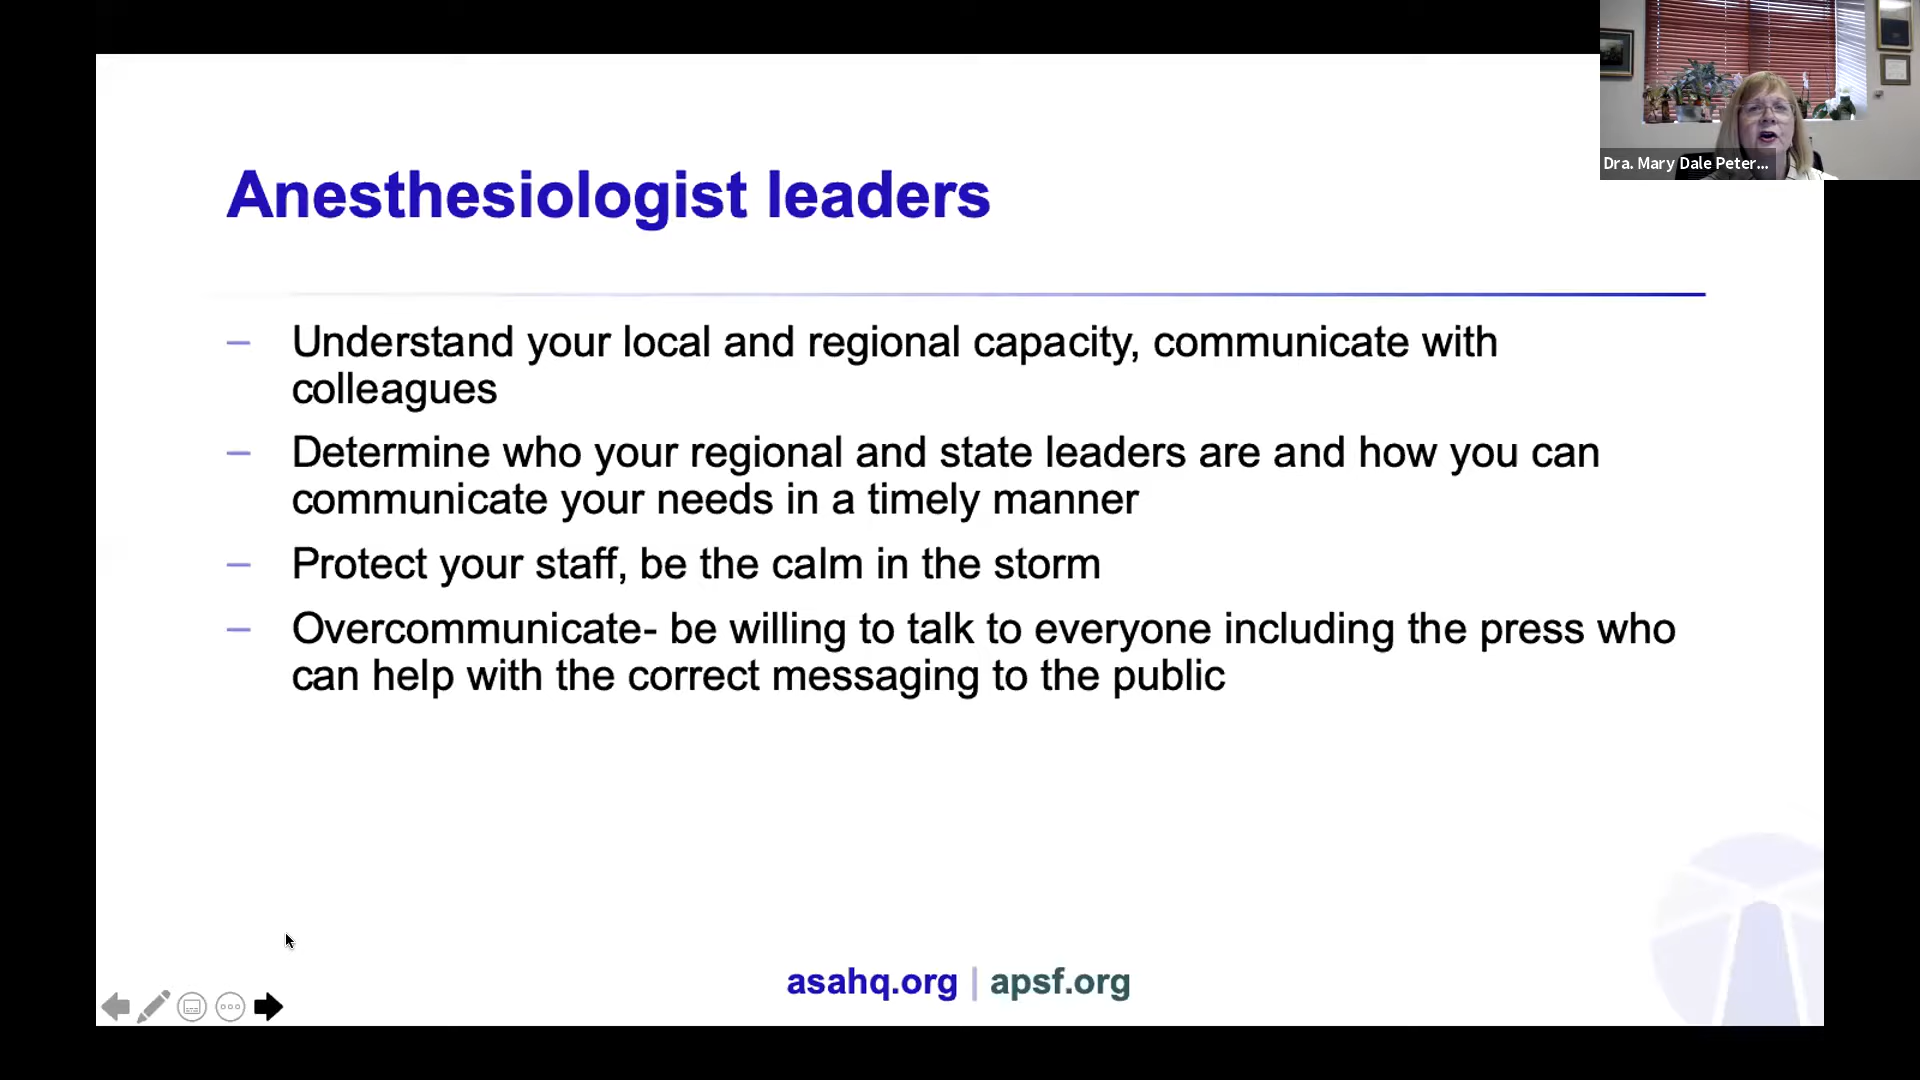 Dra. Mary Dale Peter...
Anesthesiologist leaders
– Understand your local and regional capacity, communicate with
colleagues
– Determine who your regional and state leaders are and how you can
communicate your needs in a timely manner
– Protect your staff, be the calm in the storm
– Overcommunicate- be willing to talk to everyone including the press who
can help with the correct messaging to the public
asahq.org | apsf.org